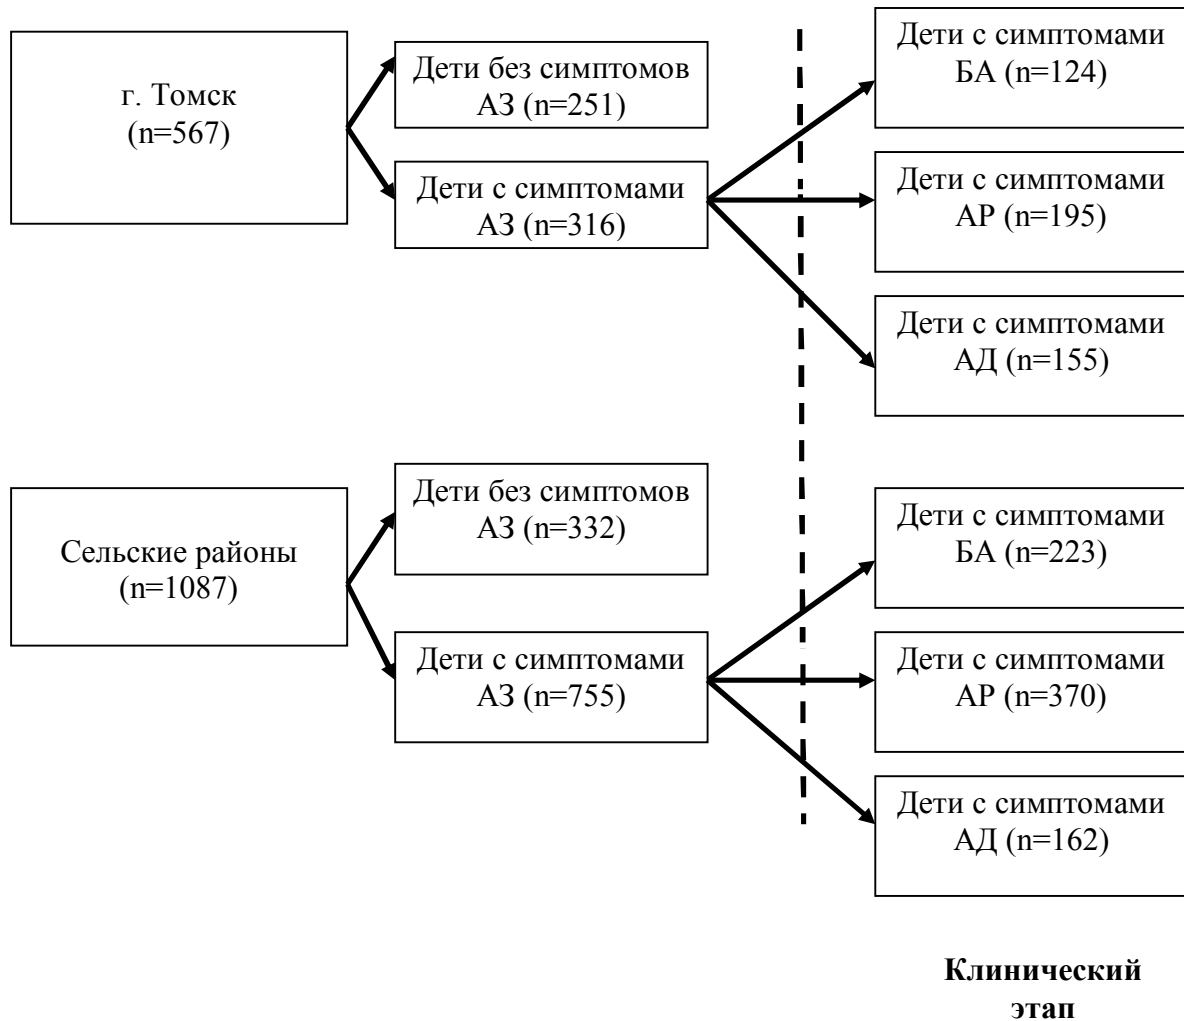 г. Томск
(n=567)
Дети без симптомов
АЗ (n=251)
Дети с симптомами
АЗ (n=316)
Дети с симптомами
БА (n=124)
Дети с симптомами
АР (n=195)
Дети с симптомами
АД (n=155)
Сельские районы
(n=1087)
Дети без симптомов
АЗ (n=332)
Дети с симптомами
АЗ (n=755)
Дети с симптомами
БА (n=223)
Дети с симптомами
АР (n=370)
Дети с симптомами
АД (n=162)
Клинический
этап